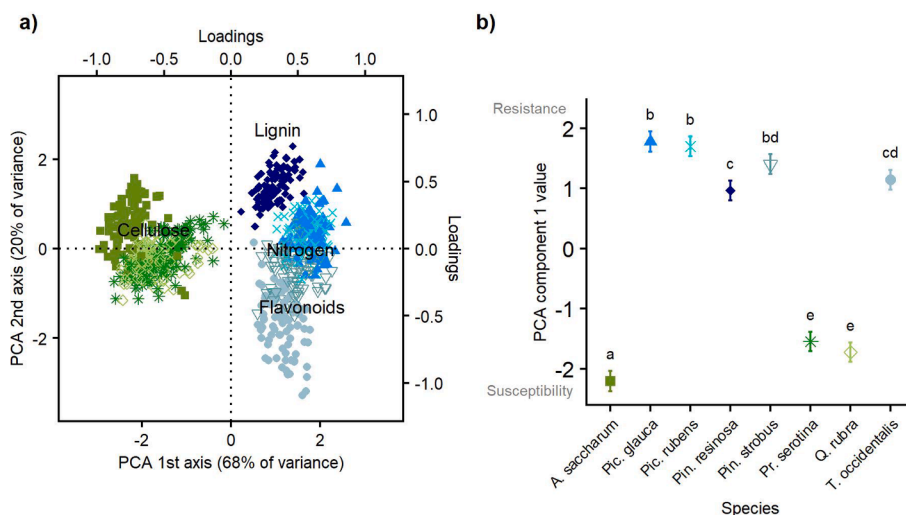 a)
Loadings
-1.0 -0.5 0.0 0.5 1.0
PCA 2nd axis (20% of variance)
2
0
-2
Lignin
Cellulose
Nitrogen
Flavonoids
1.0
0.5
0.0
-0.5
-1.0
Loadings
-2 0 2
PCA 1st axis (68% of variance)
b)
Resistance
Susceptibility
PCA component 1 value
2
1
0
-1
-2
a b b c bd e e cd
A. saccharum
Pic. glauca
Pic. rubens
Pin. resinosa
Pin. strobus
Pr. serotina
Q. rubra
T. occidentalis
Species